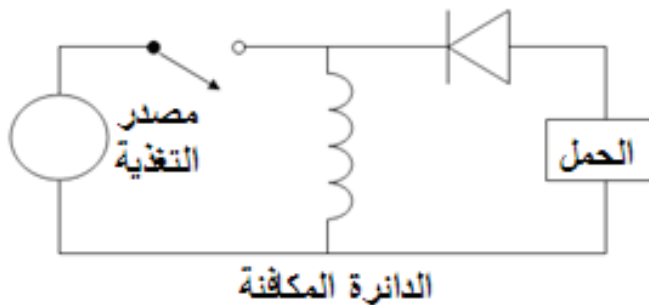 مصدر
التغذية
الحمل
الدائرة المكافئة